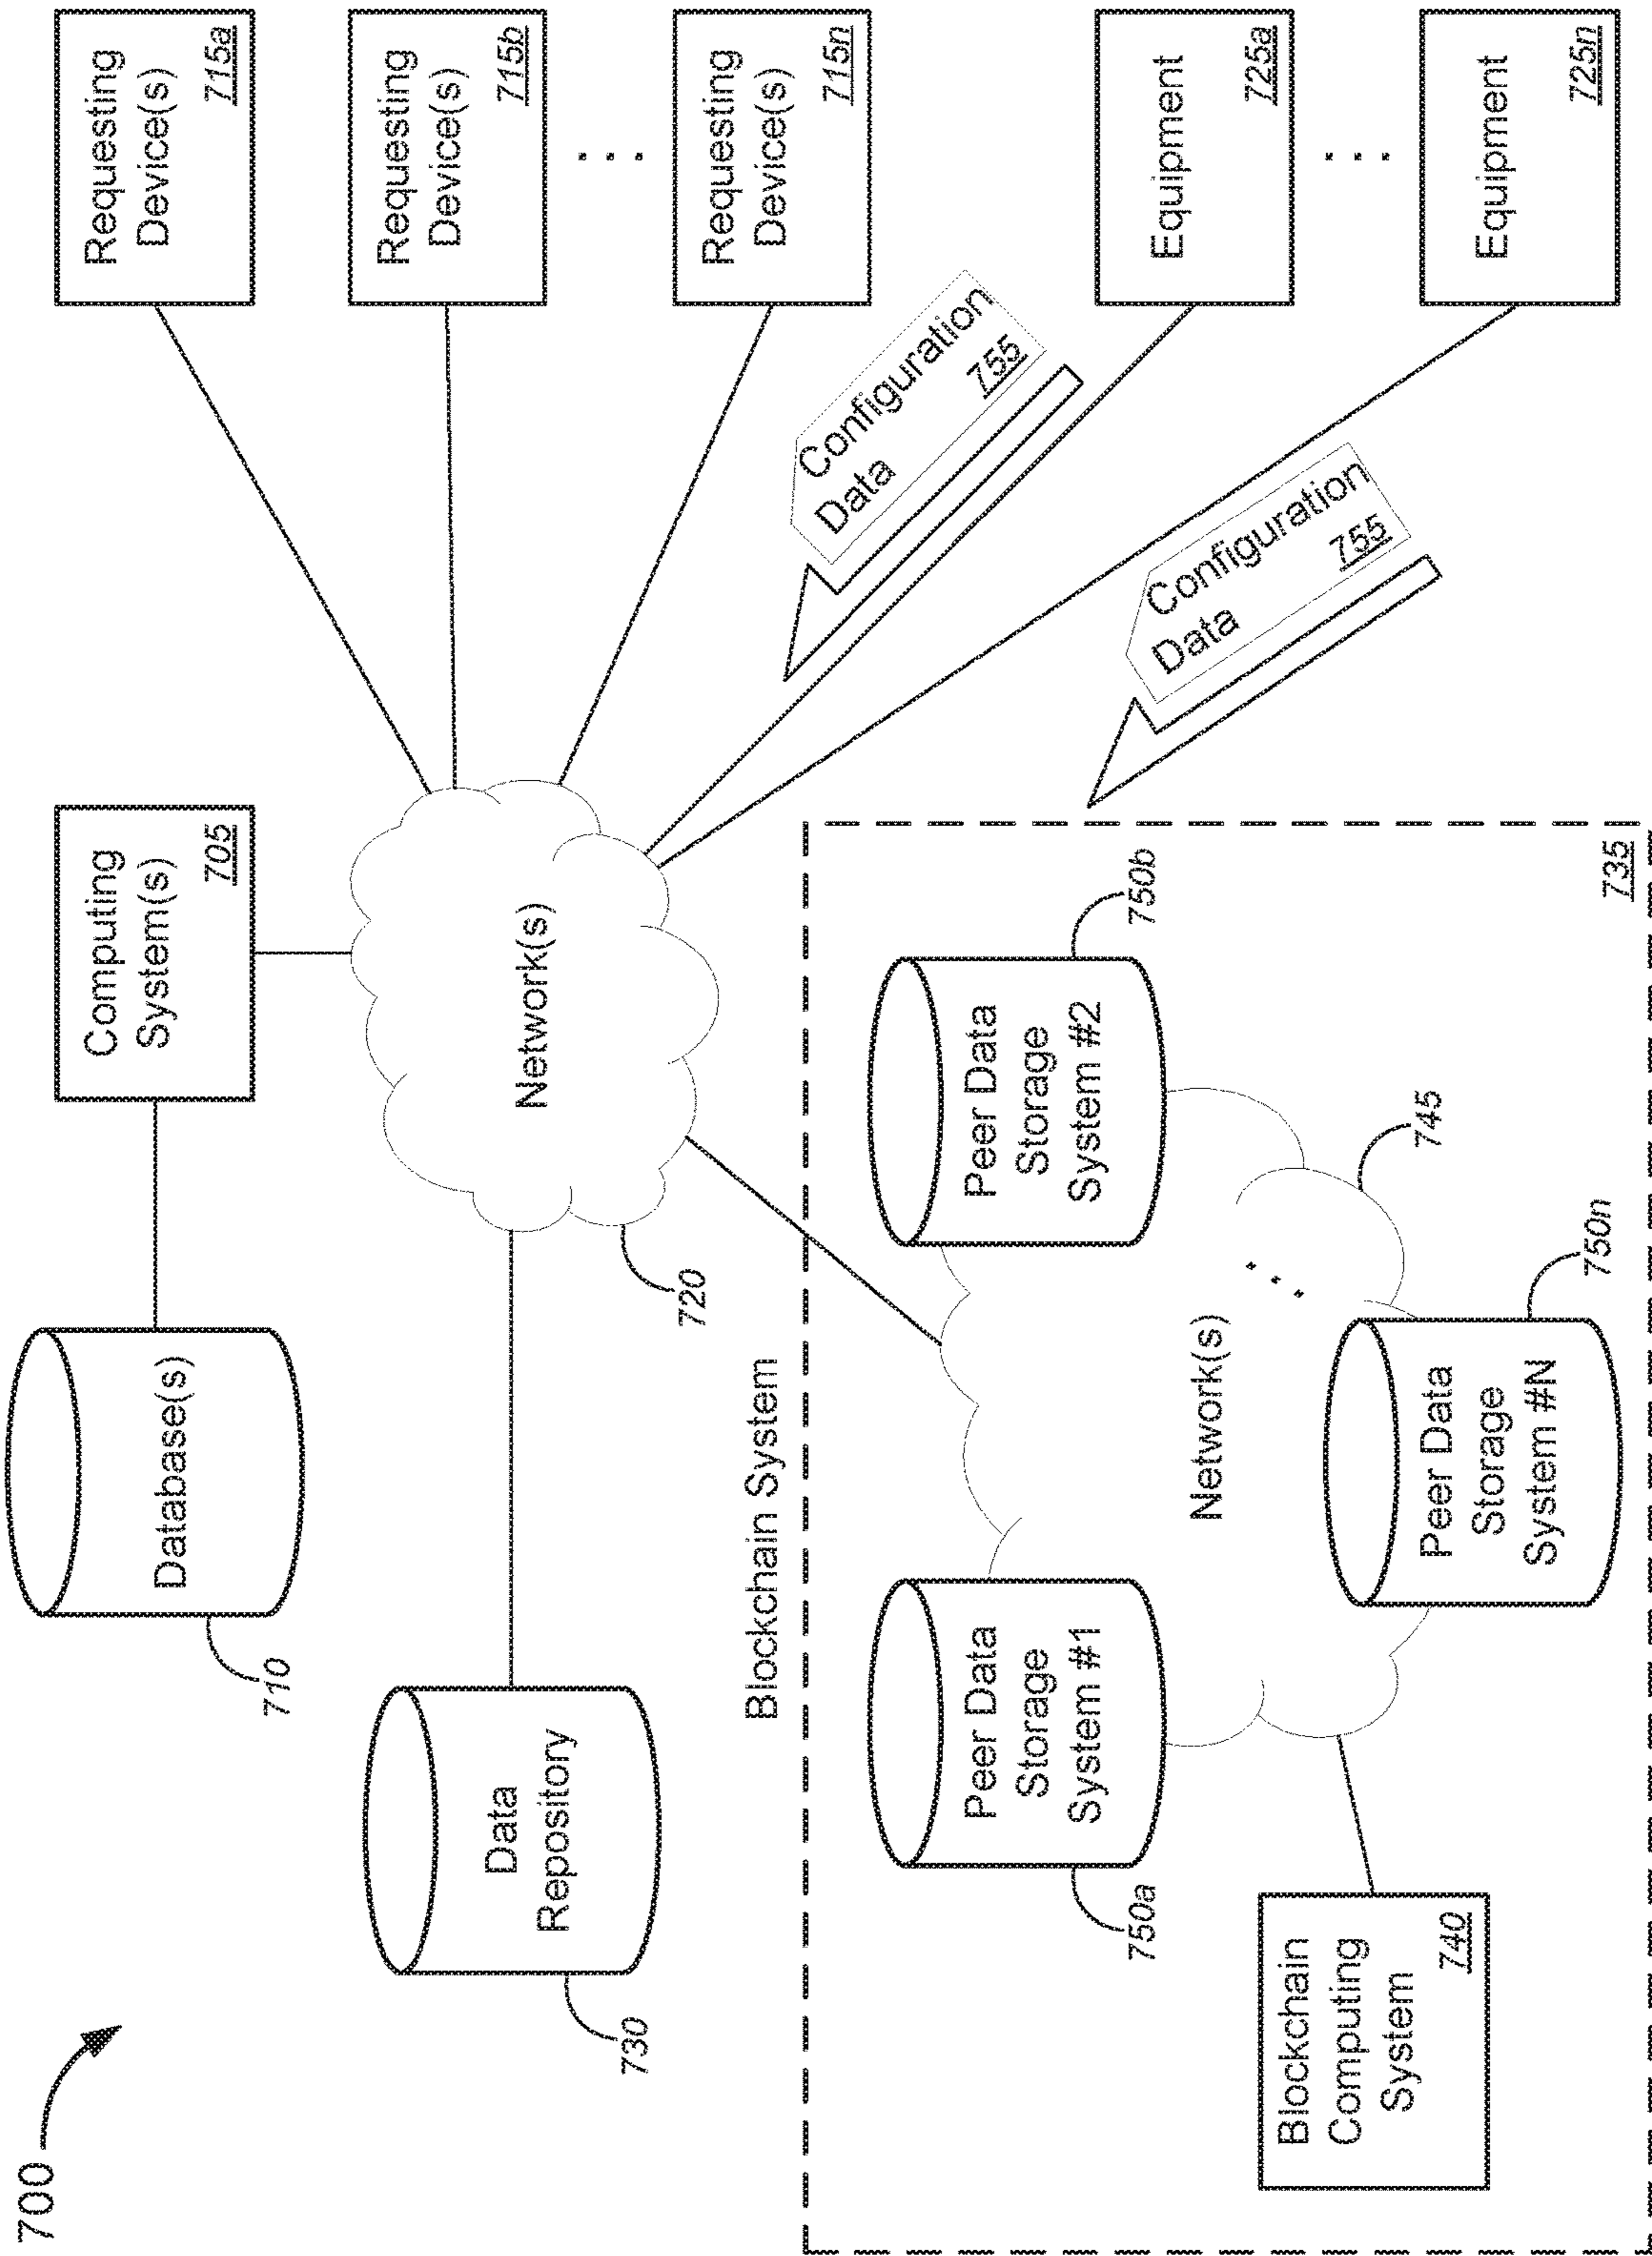 700
Database(s)
710
Computing
System(s)
705
Requesting
Device(s)
715a
Data
Repository
730
Network(s)
720
Requesting
Device(s)
715b
. . .
Requesting
Device(s)
715n
Configuration
Data
755
Equipment
725a
. . .
Equipment
725n
Configuration
Data
755
Blockchain System
Peer Data
Storage
System #1
750a
Peer Data
Storage
System #2
750b
Network(s)
745
. . .
Peer Data
Storage
System #N
750n
Blockchain
Computing
System
740
735